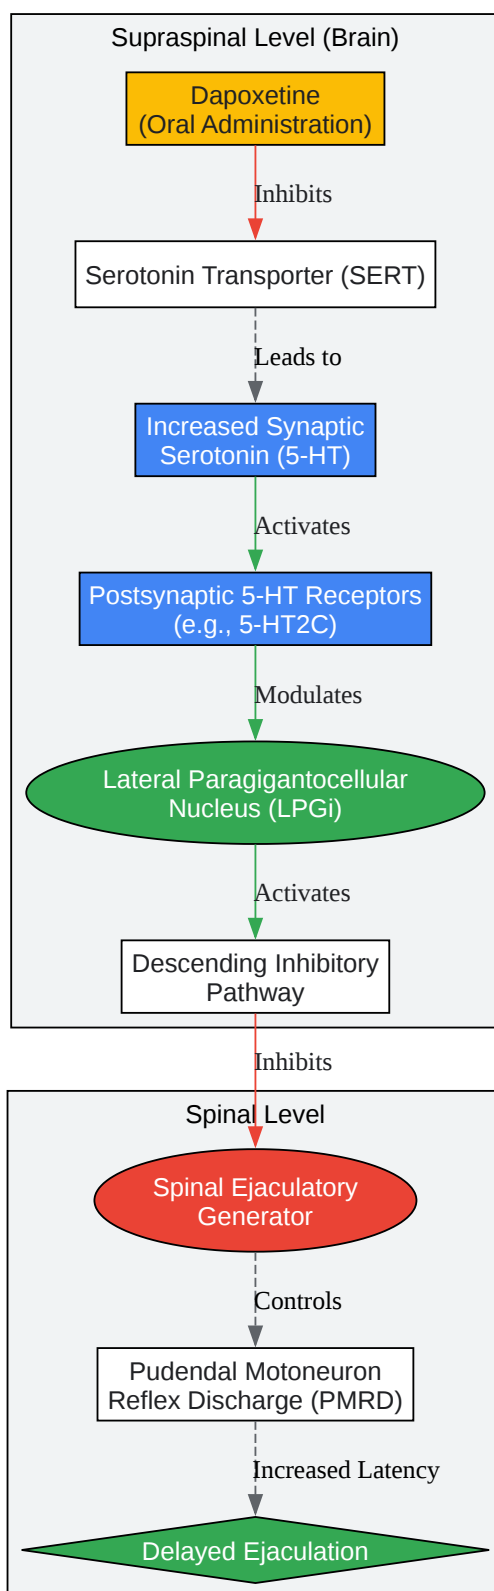 Supraspinal Level (Brain)
Dapoxetine
(Oral Administration)
Inhibits
Serotonin Transporter (SERT)
Leads to
Increased Synaptic
Serotonin (5-HT)
Activates
Postsynaptic 5-HT Receptors
(e.g., 5-HT2C)
Modulates
Lateral Paragigantocellular
Nucleus (LPGi)
Activates
Descending Inhibitory
Pathway
Inhibits
Spinal Level
Spinal Ejaculatory
Generator
Controls
Pudendal Motoneuron
Reflex Discharge (PMRD)
Increased Latency
Delayed Ejaculation